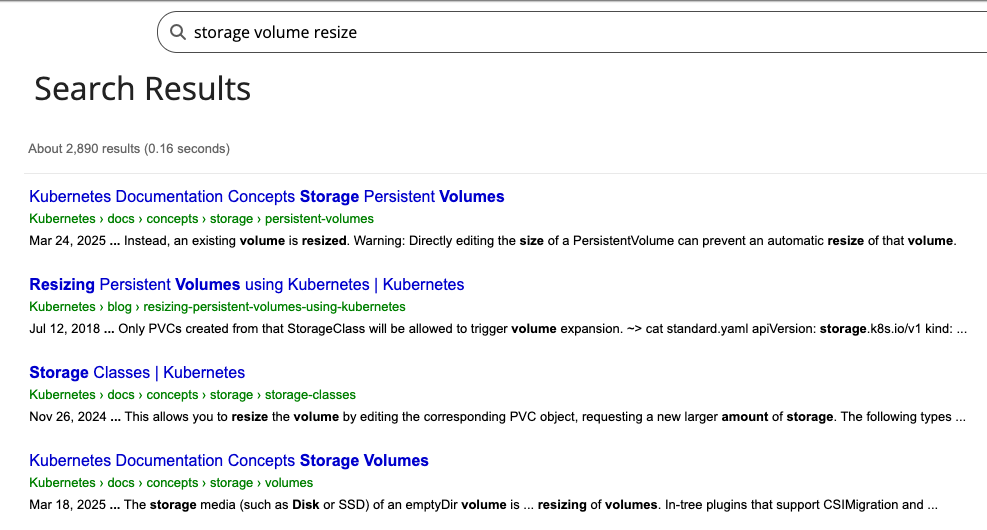 storage volume resize
Search Results
About 2,890 results (0.16 seconds)
Kubernetes Documentation Concepts Storage Persistent Volumes
Kubernetes › docs › concepts › storage › persistent-volumes
Mar 24, 2025 ... Instead, an existing volume is resized. Warning: Directly editing the size of a PersistentVolume can prevent an automatic resize of that volume.
Resizing Persistent Volumes using Kubernetes | Kubernetes
Kubernetes › blog › resizing-persistent-volumes-using-kubernetes
Jul 12, 2018 ... Only PVCs created from that StorageClass will be allowed to trigger volume expansion. ~> cat standard.yaml apiVersion: storage.k8s.io/v1 kind: ...
Storage Classes | Kubernetes
Kubernetes › docs › concepts › storage › storage-classes
Nov 26, 2024 ... This allows you to resize the volume by editing the corresponding PVC object, requesting a new larger amount of storage. The following types ...
Kubernetes Documentation Concepts Storage Volumes
Kubernetes › docs › concepts › storage › volumes
Mar 18, 2025 ... The storage media (such as Disk or SSD) of an emptyDir volume is ... resizing of volumes. In-tree plugins that support CSIMigration and ...